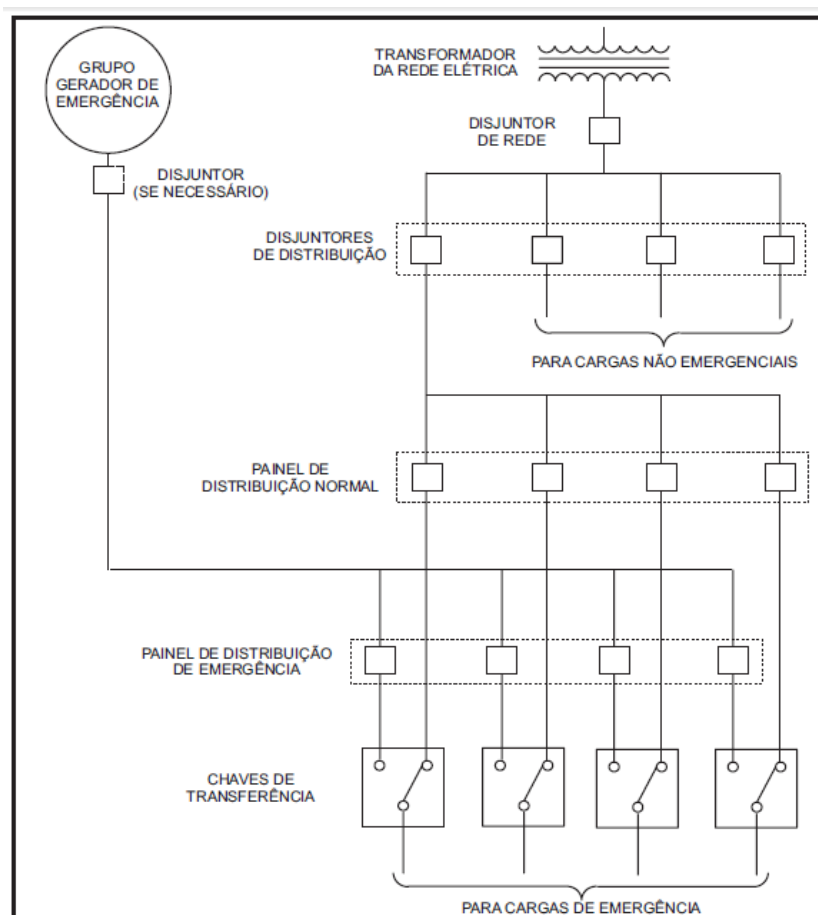 GRUPO
GERADOR DE
EMERGÊNCIA
TRANSFORMADOR
DA REDE ELÉTRICA
DISJUNTOR
DE REDE
DISJUNTOR
(SE NECESSÁRIO)
DISJUNTORES
DE DISTRIBUIÇÃO
PARA CARGAS NÃO EMERGENCIAIS
PAINEL DE
DISTRIBUIÇÃO NORMAL
PAINEL DE DISTRIBUIÇÃO
DE EMERGÊNCIA
CHAVES DE
TRANSFERÊNCIA
PARA CARGAS DE EMERGÊNCIA